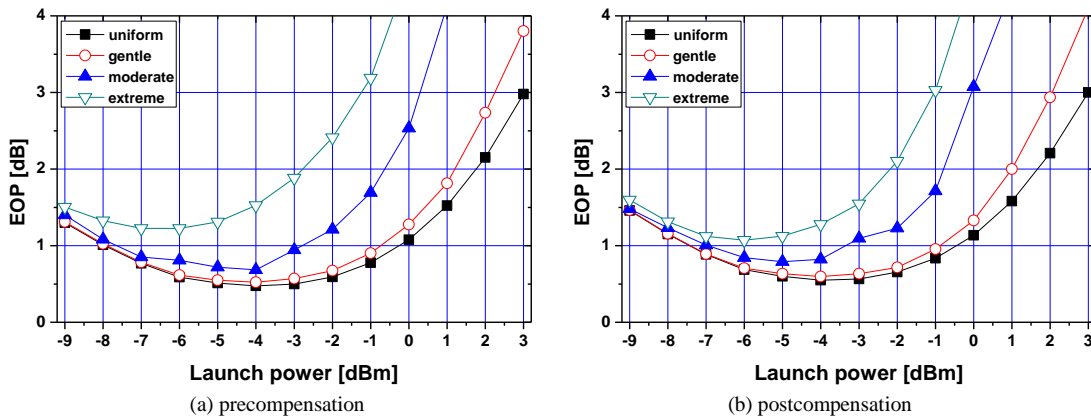 4
3
2
1
0
EOP [dB]
uniform
gentle
moderate
extreme
-9 -8 -7 -6 -5 -4 -3 -2 -1 0 1 2 3
Launch power [dBm]
(a) precompensation
4
3
2
1
0
EOP [dB]
uniform
gentle
moderate
extreme
-9 -8 -7 -6 -5 -4 -3 -2 -1 0 1 2 3
Launch power [dBm]
(b) postcompensation